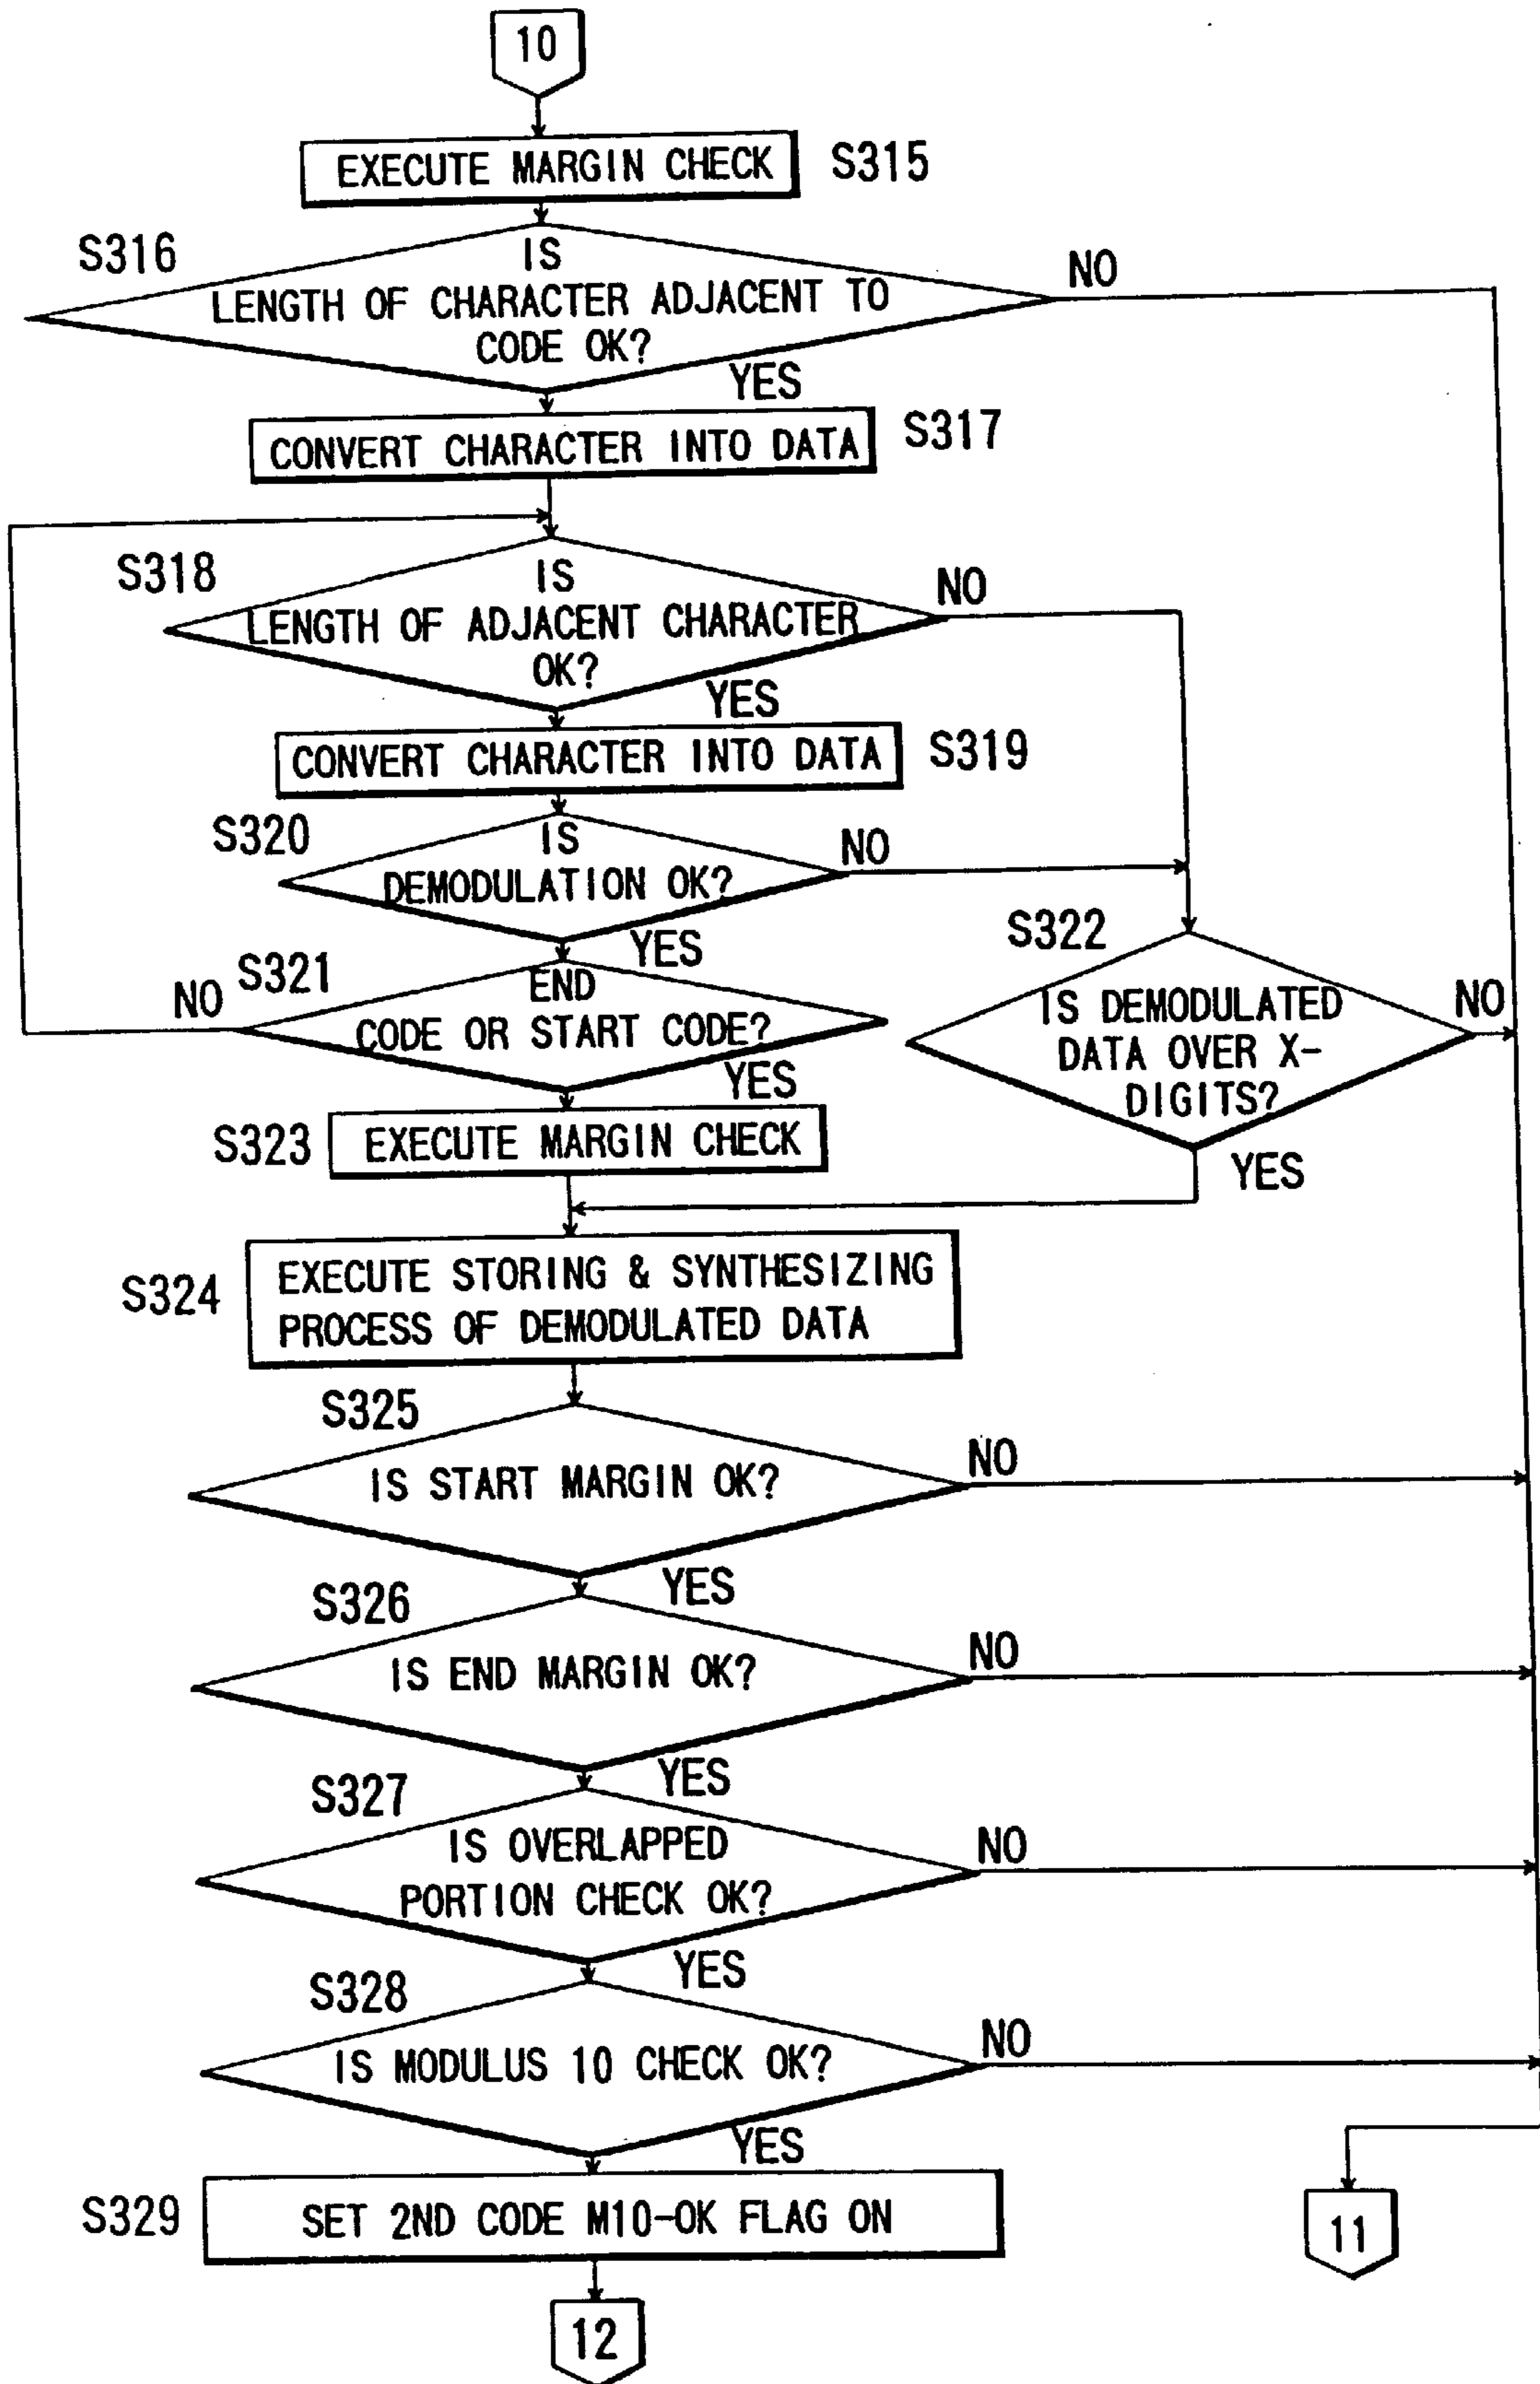 10
EXECUTE MARGIN CHECK S315
S316
IS
LENGTH OF CHARACTER ADJACENT TO
CODE OK?
NO
YES
CONVERT CHARACTER INTO DATA S317
S318
IS
LENGTH OF ADJACENT CHARACTER
OK?
NO
YES
CONVERT CHARACTER INTO DATA S319
S320
IS
DEMODULATION OK?
NO
YES
S321
END
CODE OR START CODE?
NO
YES
S322
IS DEMODULATED
DATA OVER X-
DIGITS?
NO
YES
S323 EXECUTE MARGIN CHECK
S324
EXECUTE STORING & SYNTHESIZING
PROCESS OF DEMODULATED DATA
S325
IS START MARGIN OK?
NO
YES
S326
IS END MARGIN OK?
NO
YES
S327
IS OVERLAPPED
PORTION CHECK OK?
NO
YES
S328
IS MODULUS 10 CHECK OK?
NO
YES
S329 SET 2ND CODE M10-OK FLAG ON
11
12